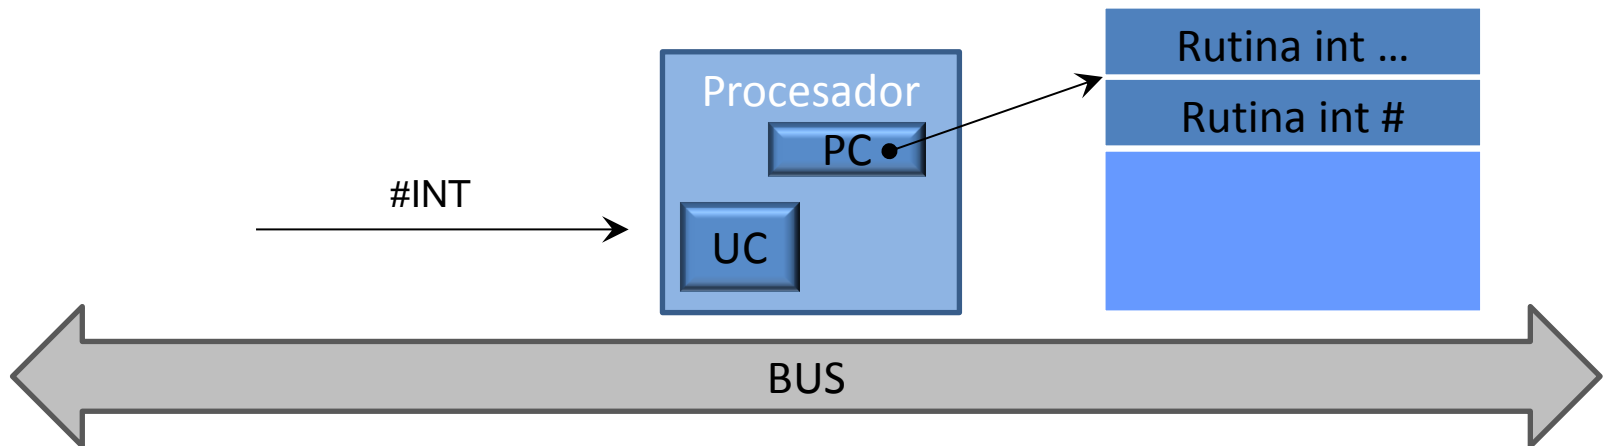 Rutina int ...
Procesador
Rutina int #
PC
#INT
UC
BUS